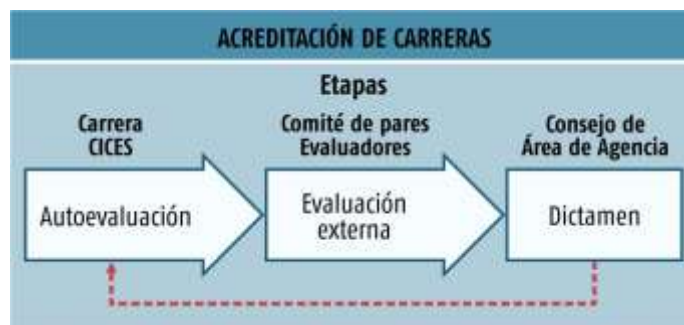 ACREDITACIÓN DE CARRERAS
Etapas
Carrera
CICES
Autoevaluación
Comité de pares
Evaluadores
Evaluación
externa
Consejo de
Área de Agencia
Dictamen